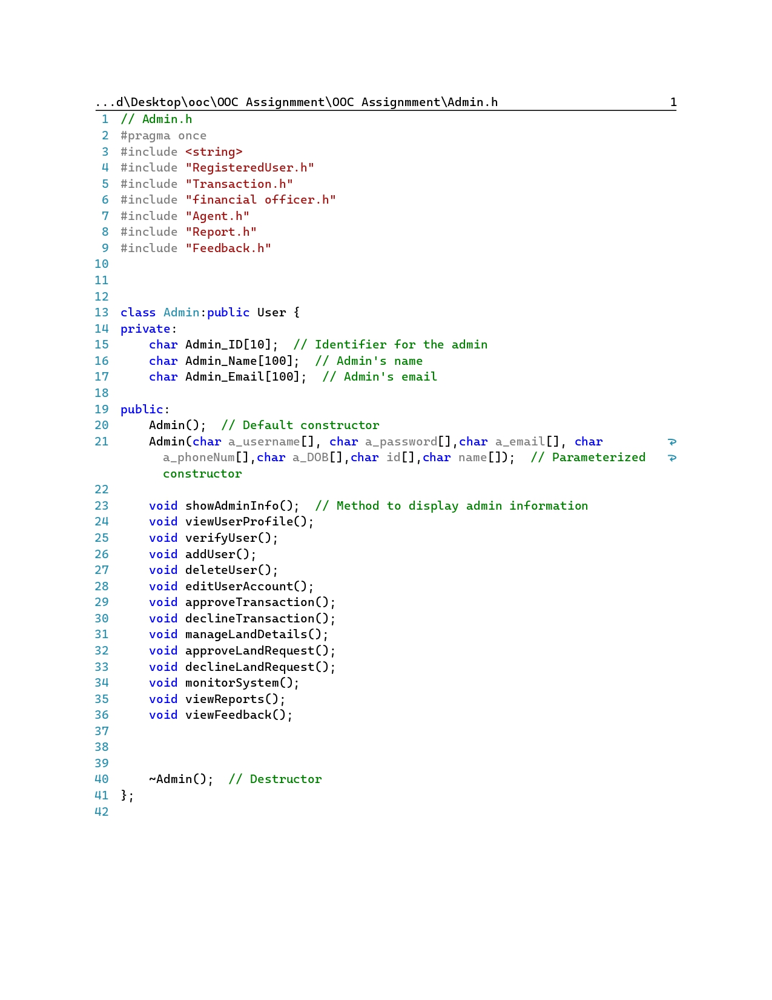 ...d\Desktop\ooc\OOC Assignmment\OOC Assignmment\Admin.h 1
1 // Admin.h
2 #pragma once
3 #include <string>
4 #include "RegisteredUser.h"
5 #include "Transaction.h"
6 #include "financial officer.h"
7 #include "Agent.h"
8 #include "Report.h"
9 #include "Feedback.h"
10
11
12
13 class Admin:public User {
14 private:
15     char Admin_ID[10];  // Identifier for the admin
16     char Admin_Name[100];  // Admin's name
17     char Admin_Email[100];  // Admin's email
18
19 public:
20     Admin();  // Default constructor
21     Admin(char a_username[], char a_password[],char a_email[], char
a_phoneNum[],char a_DOB[],char id[],char name[]);  // Parameterized
constructor
22
23     void showAdminInfo();  // Method to display admin information
24     void viewUserProfile();
25     void verifyUser();
26     void addUser();
27     void deleteUser();
28     void editUserAccount();
29     void approveTransaction();
30     void declineTransaction();
31     void manageLandDetails();
32     void approveLandRequest();
33     void declineLandRequest();
34     void monitorSystem();
35     void viewReports();
36     void viewFeedback();
37
38
39
40     ~Admin();  // Destructor
41 };
42